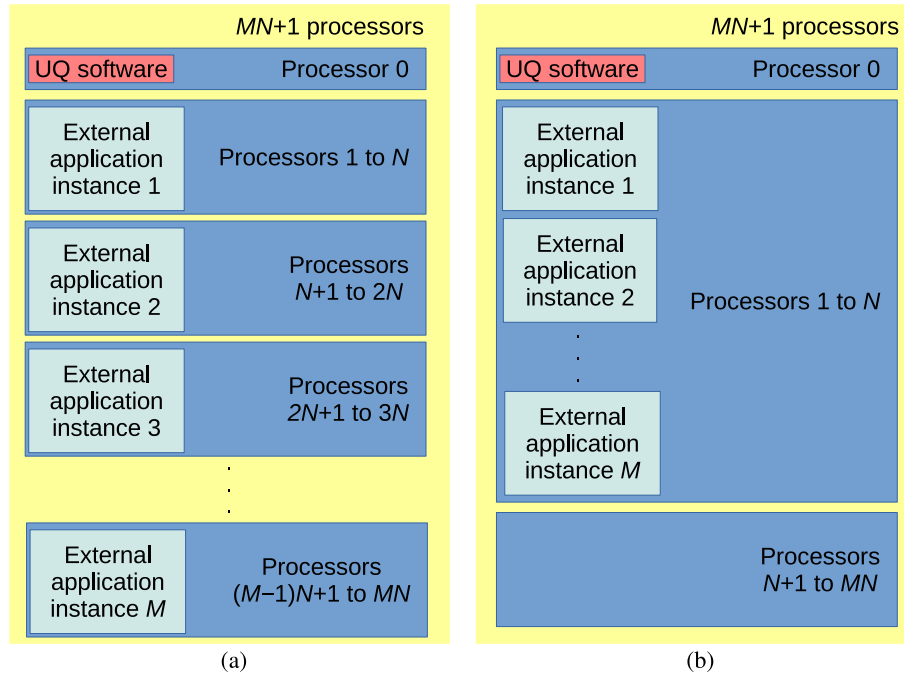 MN+1 processors
UQ software
Processor 0
External
application
instance 1
Processors 1 to N
External
application
instance 2
Processors
N+1 to 2N
External
application
instance 3
Processors
2N+1 to 3N
.
.
.
External
application
instance M
Processors
(M−1)N+1 to MN
(a)
MN+1 processors
UQ software
Processor 0
External
application
instance 1
External
application
instance 2
.
.
.
External
application
instance M
Processors 1 to N
Processors
N+1 to MN
(b)